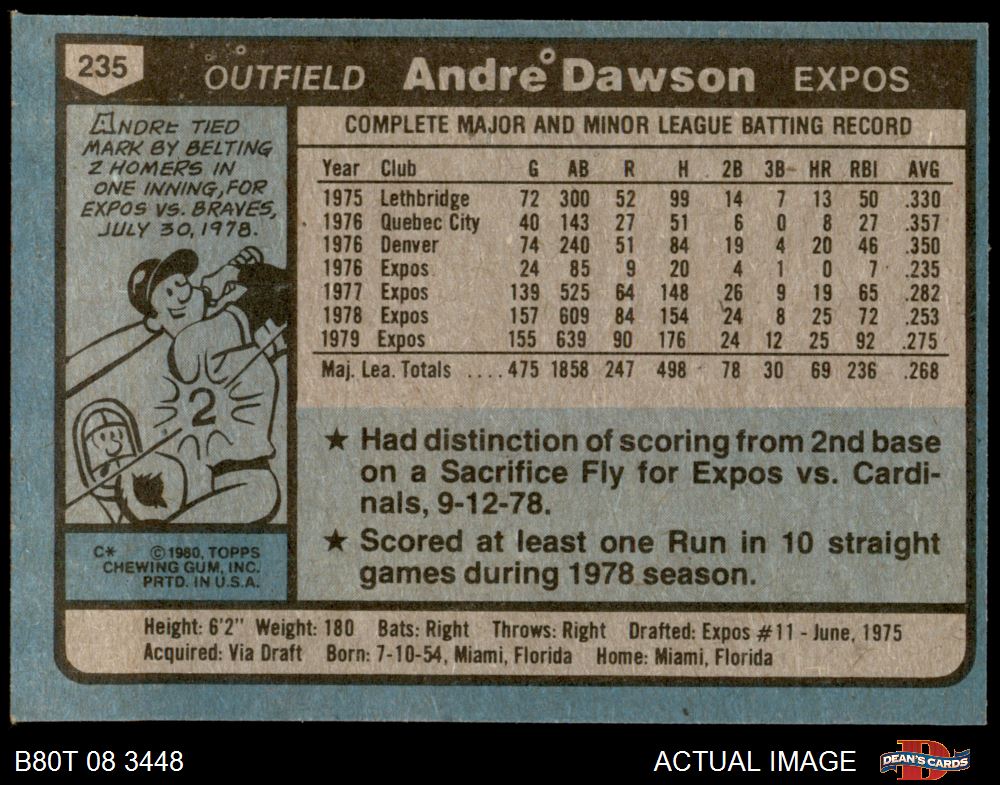 235
OUTFIELD Andre Dawson EXPOS
ANDRE TIED
MARK BY BELTING
2 HOMERS IN
ONE INNING, FOR
EXPOS VS. BRAVES,
JULY 30, 1978.
2
C* © 1980, TOPPS
CHEWING GUM, INC.
PRTD. IN U.S.A.
COMPLETE MAJOR AND MINOR LEAGUE BATTING RECORD
Year Club G AB R H 2B 3B HR RBI AVG
1975 Lethbridge 72 300 52 99 14 7 13 50 .330
1976 Quebec City 40 143 27 51 6 0 8 27 .357
1976 Denver 74 240 51 84 19 4 20 46 .350
1976 Expos 24 85 9 20 4 1 0 7 .235
1977 Expos 139 525 64 148 26 9 19 65 .282
1978 Expos 157 609 84 154 24 8 25 72 .253
1979 Expos 155 639 90 176 24 12 25 92 .275
Maj. Lea. Totals .... 475 1858 247 498 78 30 69 236 .268
★ Had distinction of scoring from 2nd base
on a Sacrifice Fly for Expos vs. Cardi-
nals, 9-12-78.
★ Scored at least one Run in 10 straight
games during 1978 season.
Height: 6'2" Weight: 180 Bats: Right Throws: Right Drafted: Expos #11 - June, 1975
Acquired: Via Draft Born: 7-10-54, Miami, Florida Home: Miami, Florida
B80T 08 3448
ACTUAL IMAGE
DEAN'S CARDS